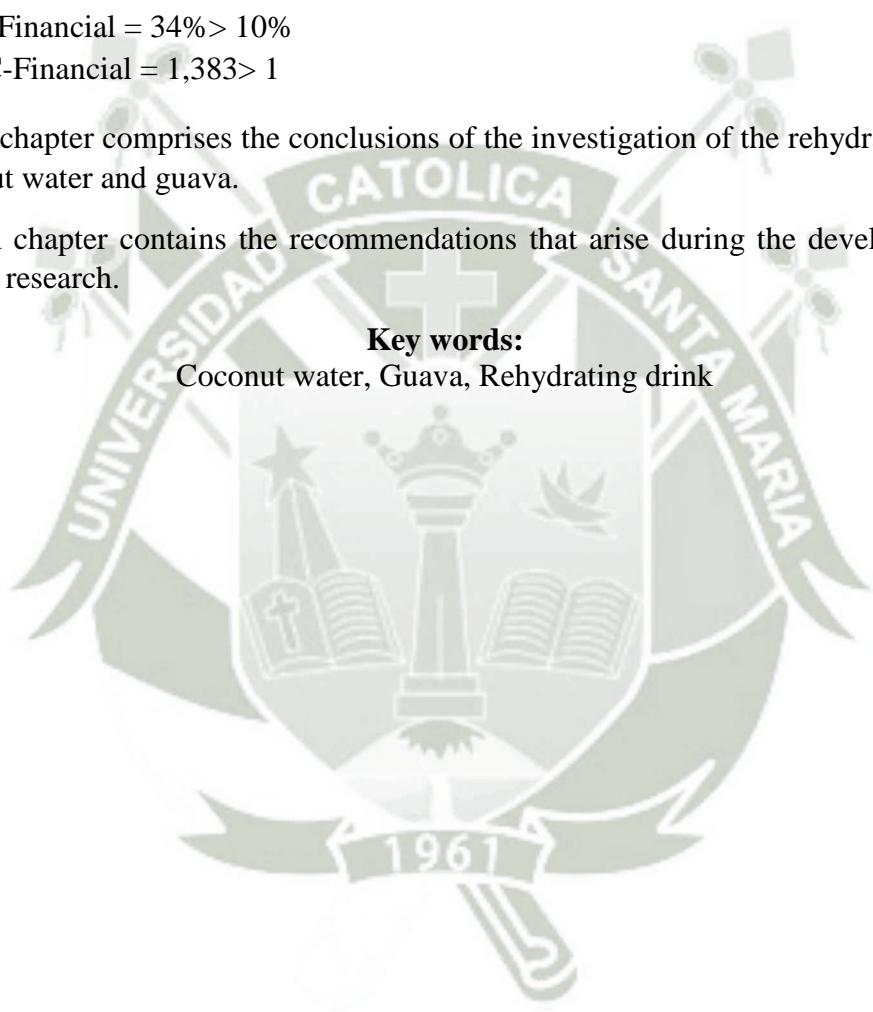 Financial = 34%> 10%
-Financial = 1,383> 1
chapter comprises the conclusions of the investigation of the
water and guava.
chapter contains the recommendations that arise during the
research.
Key words:
Coconut water, Guava, Rehydrating drink
UNIVERSIDAD CATOLICA SANTA MARIA
1961